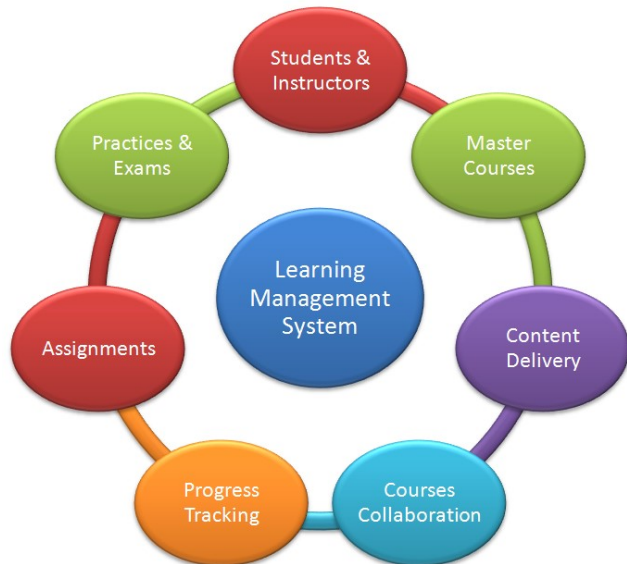 Students &
Instructors
Master
Courses
Content
Delivery
Courses
Collaboration
Progress
Tracking
Assignments
Practices &
Exams
Learning
Management
System